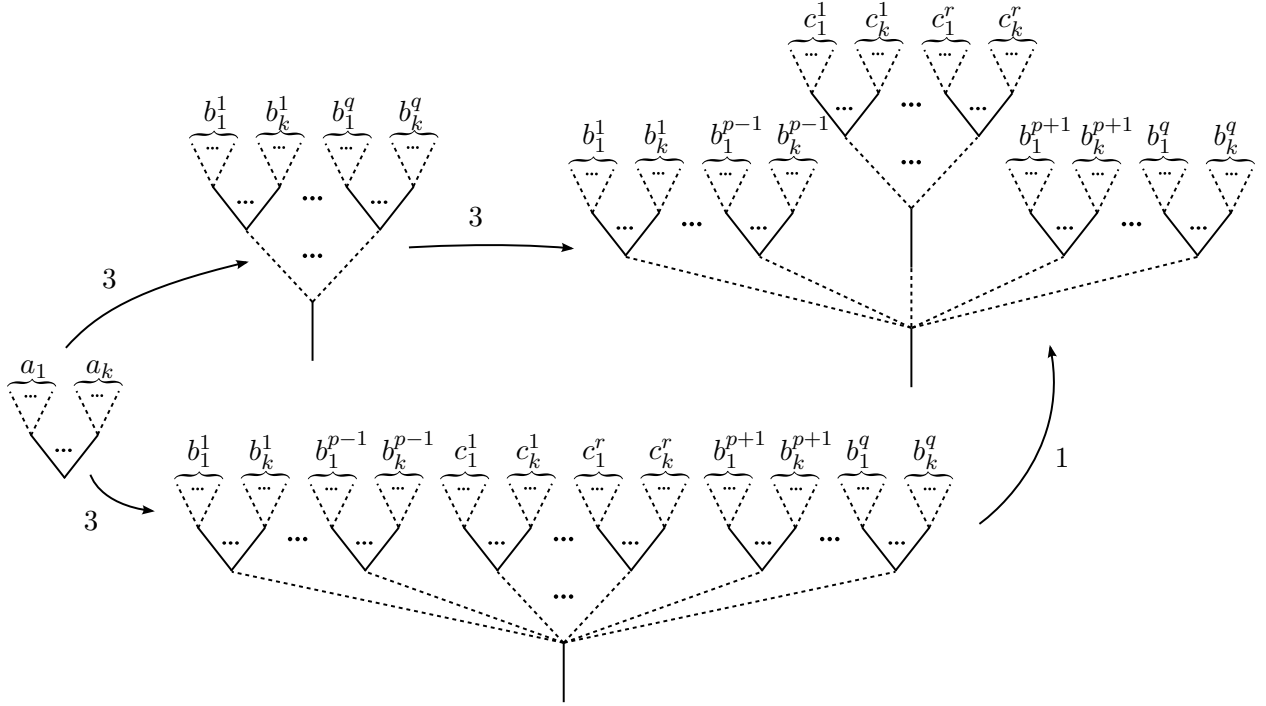 c_1^1 c_k^1 c_1^r c_k^r
... ... ... ...
... ... ...
...
b_1^1 b_k^1 b_1^q b_k^q
... ... ... ...
... ... ...
...
b_1^1 b_k^1 b_1^{p-1} b_k^{p-1} b_1^{p+1} b_k^{p+1} b_1^q b_k^q
... ... ... ... ... ... ... ...
... ... ... ... ... ...
3
3
a_1 a_k
... ...
...
3
b_1^1 b_k^1 b_1^{p-1} b_k^{p-1} c_1^1 c_k^1 c_1^r c_k^r b_1^{p+1} b_k^{p+1} b_1^q b_k^q
... ... ... ... ... ... ... ... ... ... ... ...
... ... ... ... ... ... ... ... ...
...
1